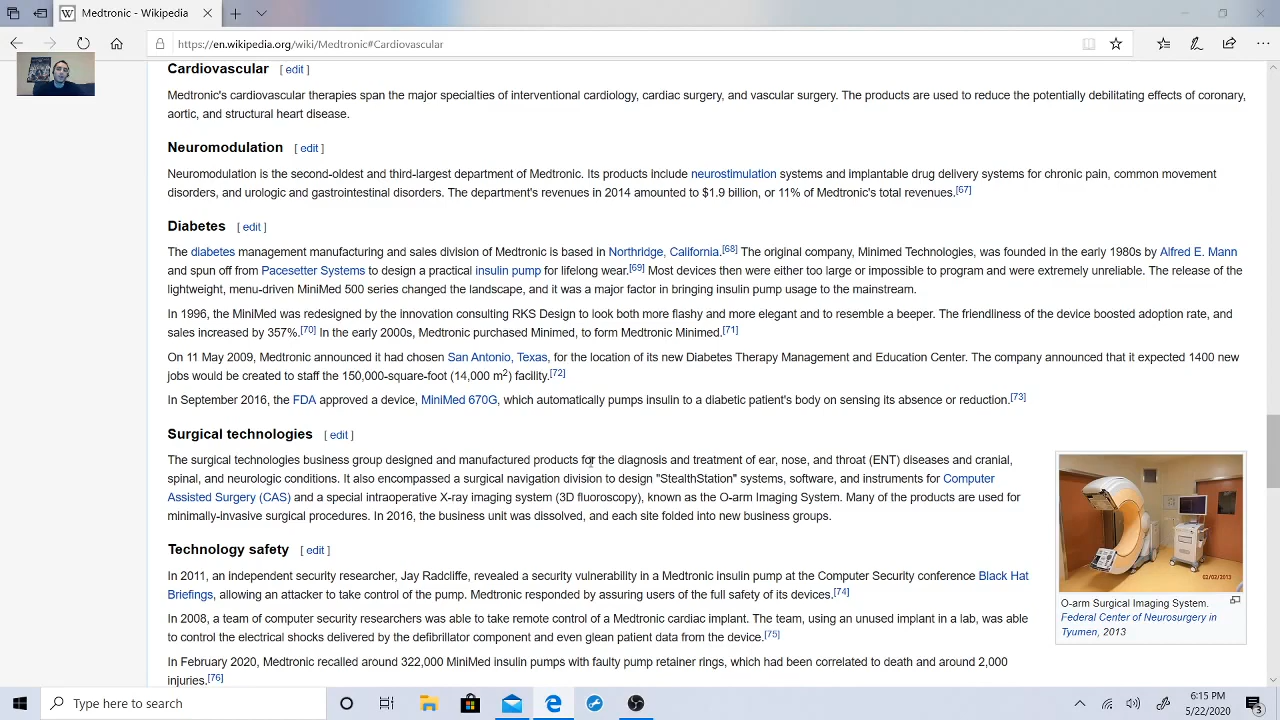 Medtronic - Wikipedia
https://en.wikipedia.org/wiki/Medtronic#Cardiovascular
Cardiovascular [ edit ]
Medtronic's cardiovascular therapies span the major specialties of interventional cardiology, cardiac surgery, and vascular surgery. The products are used to reduce the potentially debilitating effects of coronary,
aortic, and structural heart disease.
Neuromodulation [ edit ]
Neuromodulation is the second-oldest and third-largest department of Medtronic. Its products include neurostimulation systems and implantable drug delivery systems for chronic pain, common movement
disorders, and urologic and gastrointestinal disorders. The department's revenues in 2014 amounted to $1.9 billion, or 11% of Medtronic's total revenues.[67]
Diabetes [ edit ]
The diabetes management manufacturing and sales division of Medtronic is based in Northridge, California.[68] The original company, Minimed Technologies, was founded in the early 1980s by Alfred E. Mann
and spun off from Pacesetter Systems to design a practical insulin pump for lifelong wear.[69] Most devices then were either too large or impossible to program and were extremely unreliable. The release of the
lightweight, menu-driven MiniMed 500 series changed the landscape, and it was a major factor in bringing insulin pump usage to the mainstream.
In 1996, the MiniMed was redesigned by the innovation consulting RKS Design to look both more flashy and more elegant and to resemble a beeper. The friendliness of the device boosted adoption rate, and
sales increased by 357%.[70] In the early 2000s, Medtronic purchased Minimed, to form Medtronic Minimed.[71]
On 11 May 2009, Medtronic announced it had chosen San Antonio, Texas, for the location of its new Diabetes Therapy Management and Education Center. The company announced that it expected 1400 new
jobs would be created to staff the 150,000-square-foot (14,000 m²) facility.[72]
In September 2016, the FDA approved a device, MiniMed 670G, which automatically pumps insulin to a diabetic patient's body on sensing its absence or reduction.[73]
Surgical technologies [ edit ]
The surgical technologies business group designed and manufactured products for the diagnosis and treatment of ear, nose, and throat (ENT) diseases and cranial,
spinal, and neurologic conditions. It also encompassed a surgical navigation division to design "StealthStation" systems, software, and instruments for Computer
Assisted Surgery (CAS) and a special intraoperative X-ray imaging system (3D fluoroscopy), known as the O-arm Imaging System. Many of the products are used for
minimally-invasive surgical procedures. In 2016, the business unit was dissolved, and each site folded into new business groups.
02/02/2013
O-arm Surgical Imaging System.
Federal Center of Neurosurgery in
Tyumen, 2013
Technology safety [ edit ]
In 2011, an independent security researcher, Jay Radcliffe, revealed a security vulnerability in a Medtronic insulin pump at the Computer Security conference Black Hat
Briefings, allowing an attacker to take control of the pump. Medtronic responded by assuring users of the full safety of its devices.[74]
In 2008, a team of computer security researchers was able to take remote control of a Medtronic cardiac implant. The team, using an unused implant in a lab, was able
to control the electrical shocks delivered by the defibrillator component and even glean patient data from the device.[75]
In February 2020, Medtronic recalled around 322,000 MiniMed insulin pumps with faulty pump retainer rings, which had been correlated to death and around 2,000
injuries.[76]
Type here to search
6:15 PM
5/22/2020
3